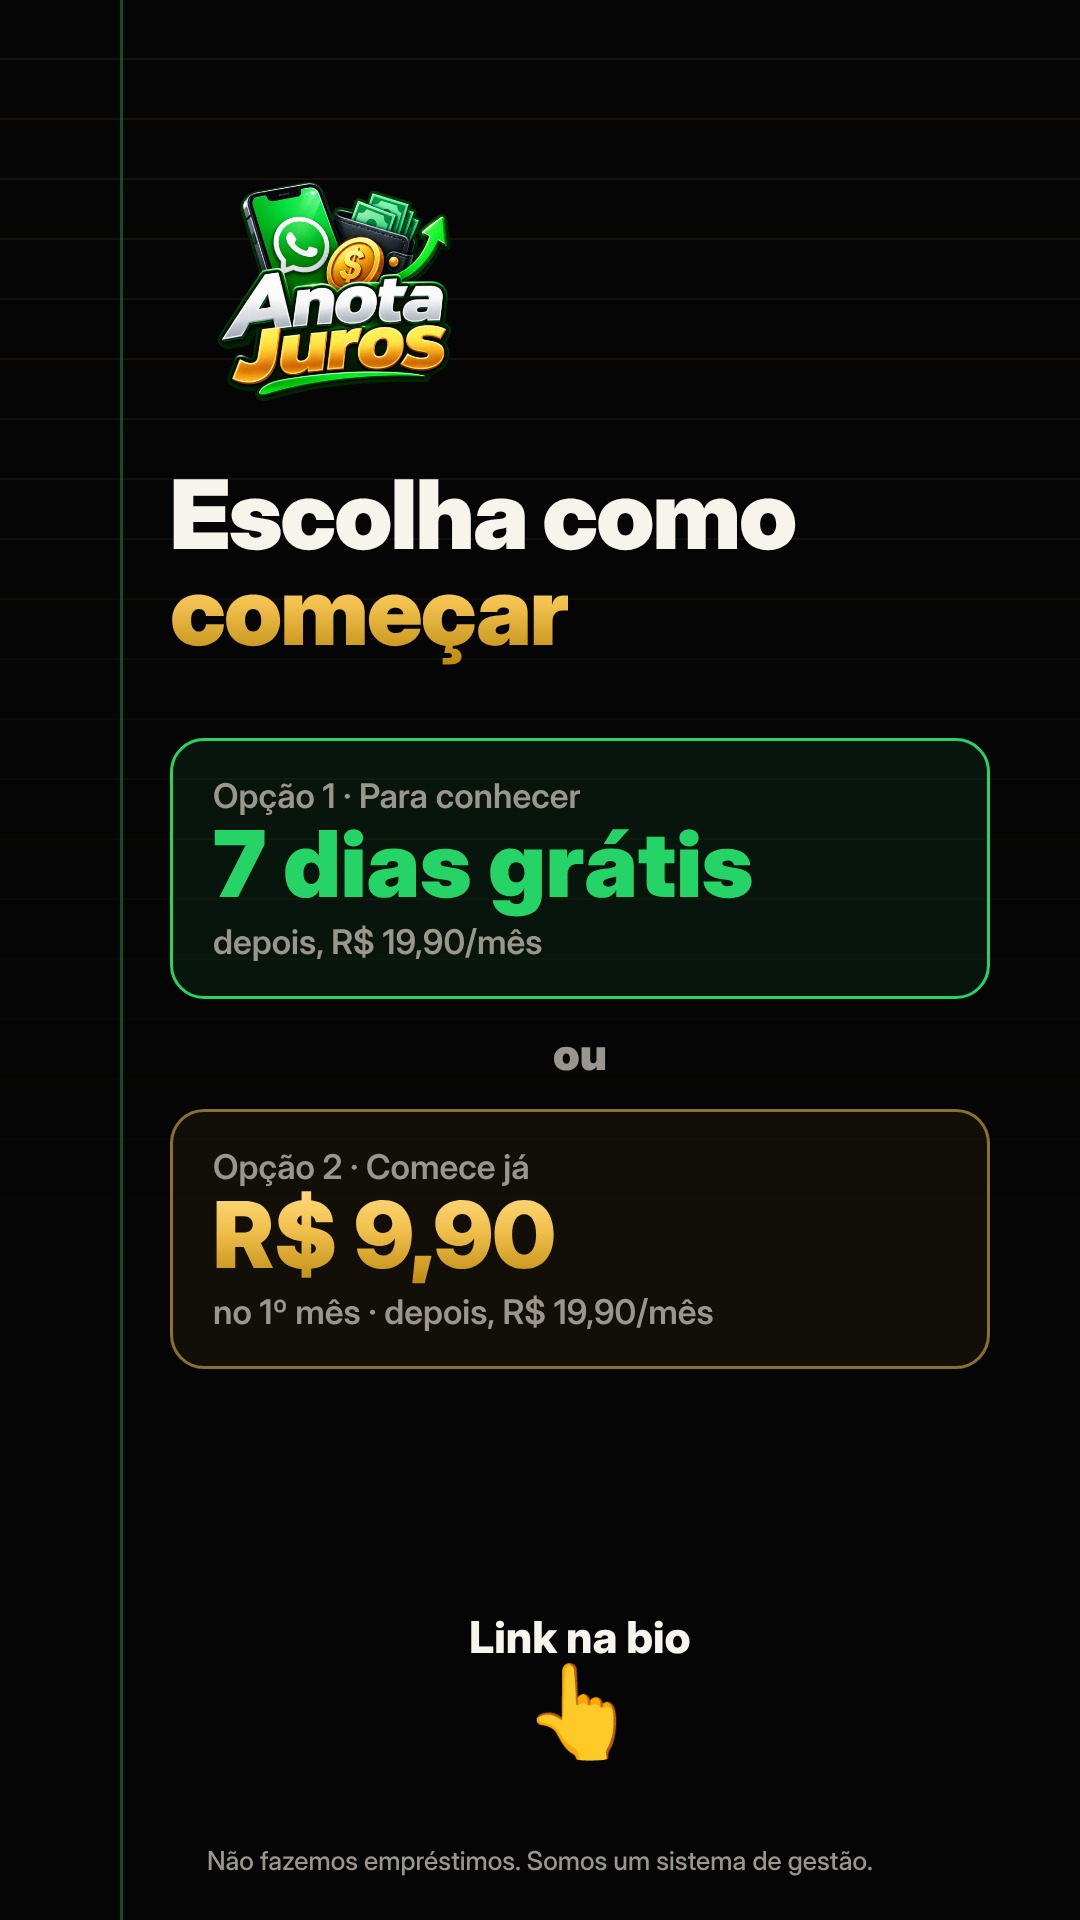 Anota
Juros
Escolha como
começar
Opção 1 · Para conhecer
7 dias grátis
depois, R$ 19,90/mês
ou
Opção 2 · Comece já
R$ 9,90
no 1º mês · depois, R$ 19,90/mês
Link na bio
Não fazemos empréstimos. Somos um sistema de gestão.